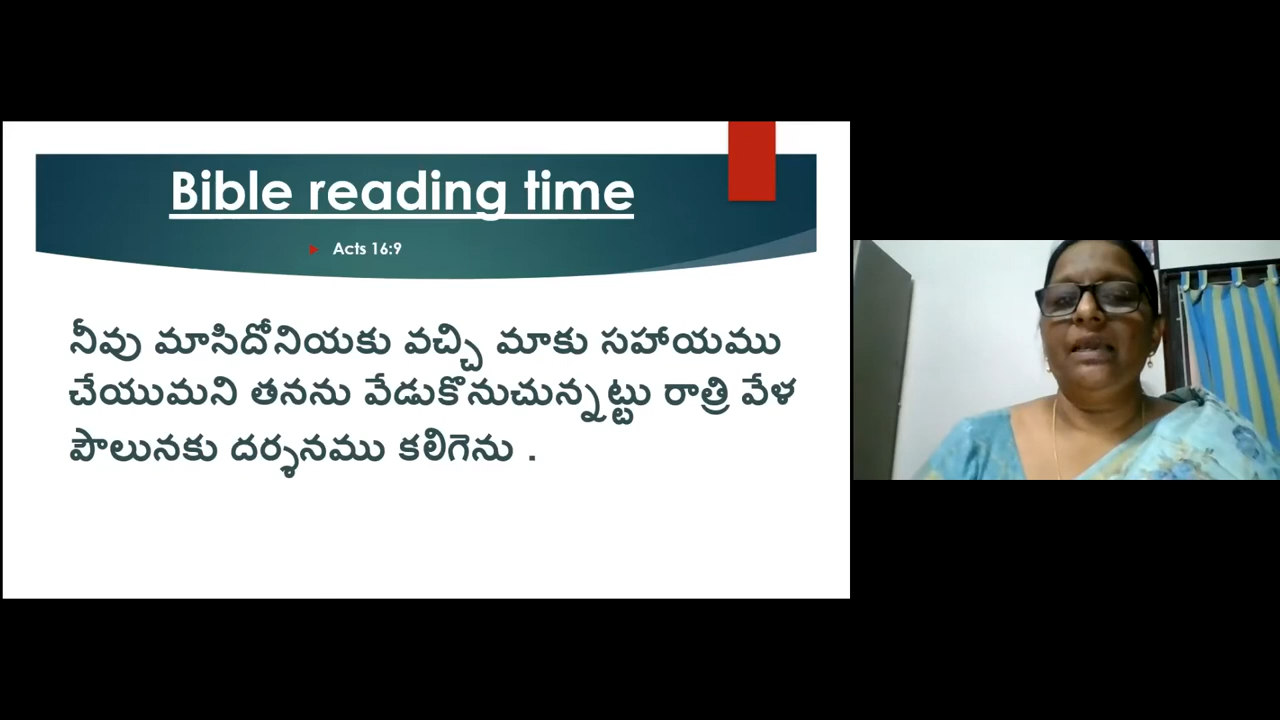 Bible reading time
Acts 16:9
నీవు మాసిదోనియకు వచ్చి మాకు సహాయము
చేయుమని తనను వేడుకొనుచున్నట్టు రాత్రి వేళ
పౌలునకు దర్శనము కలిగెను .